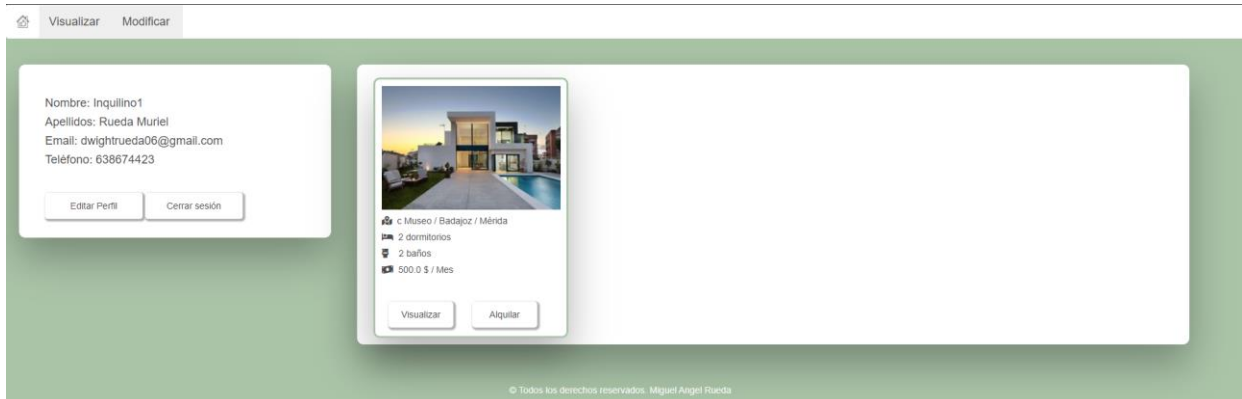 Visualizar Modificar
Nombre: Inquilino1
Apellidos: Rueda Muriel
Email: dwightrueda06@gmail.com
Teléfono: 638674423
Editar Perfil Cerrar sesión
c Museo / Badajoz / Mérida
2 dormitorios
2 baños
500.0 $ / Mes
Visualizar Alquilar
© Todos los derechos reservados. Miguel Angel Rueda